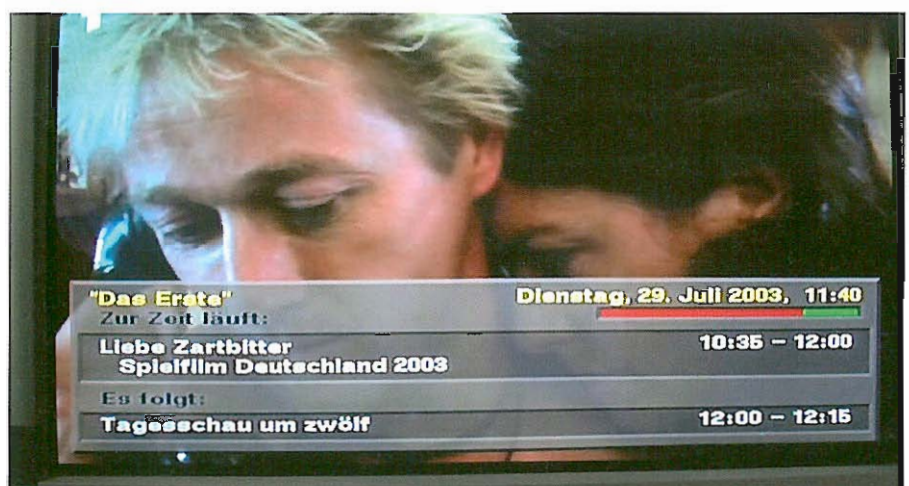 "Das Erste"
Dienstag, 29. Juli 2003, 11:40
Zur Zeit läuft:
Liebe Zartbitter
10:35 – 12:00
Spielfilm Deutschland 2003
Es folgt:
Tagesschau um zwölf
12:00 – 12:15